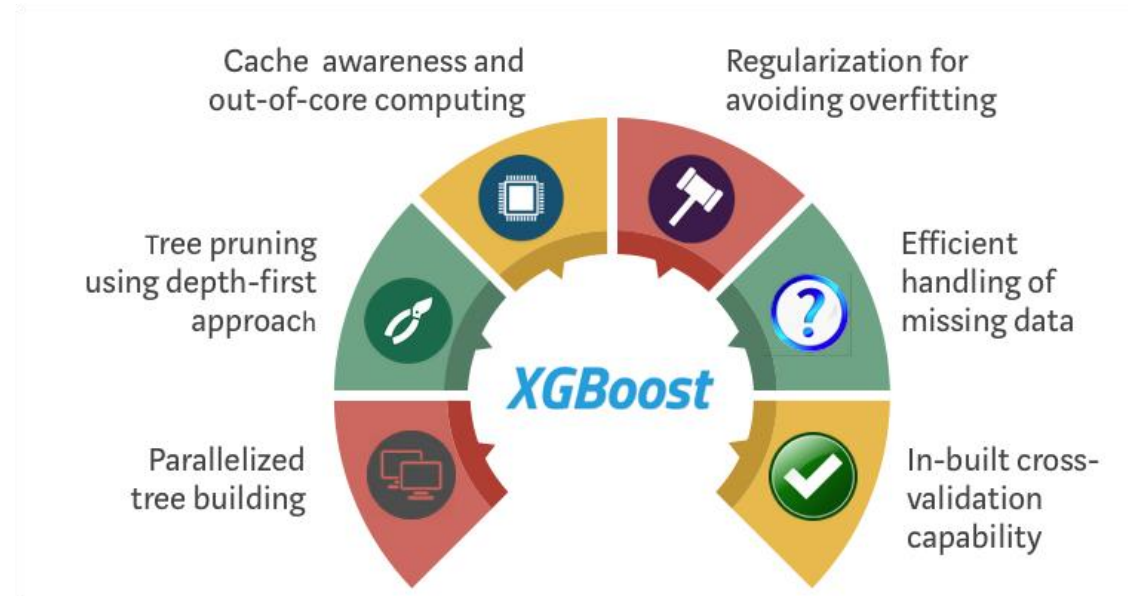 Cache awareness and
out-of-core computing
Regularization for
avoiding overfitting
Tree pruning
using depth-first
approach
Efficient
handling of
missing data
XGBoost
Parallelized
tree building
In-built cross-
validation
capability